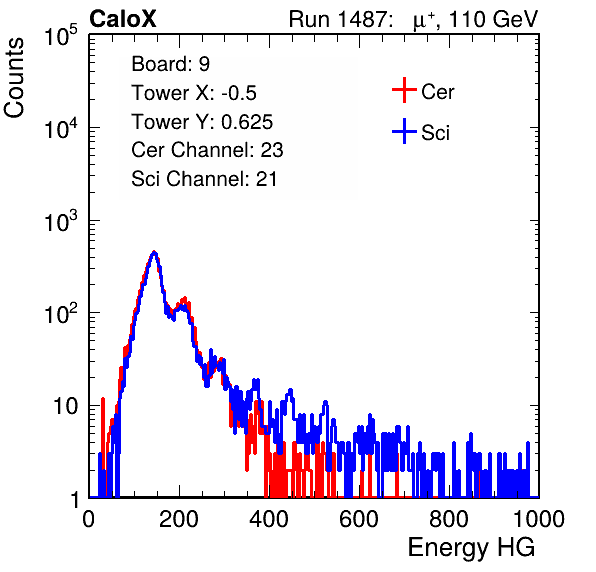 CaloX Run 1487: μ⁺, 110 GeV
Counts
10⁵
10⁴
10³
10²
10
1
Board: 9
Tower X: -0.5
Tower Y: 0.625
Cer Channel: 23
Sci Channel: 21
Cer
Sci
0 200 400 600 800 1000
Energy HG